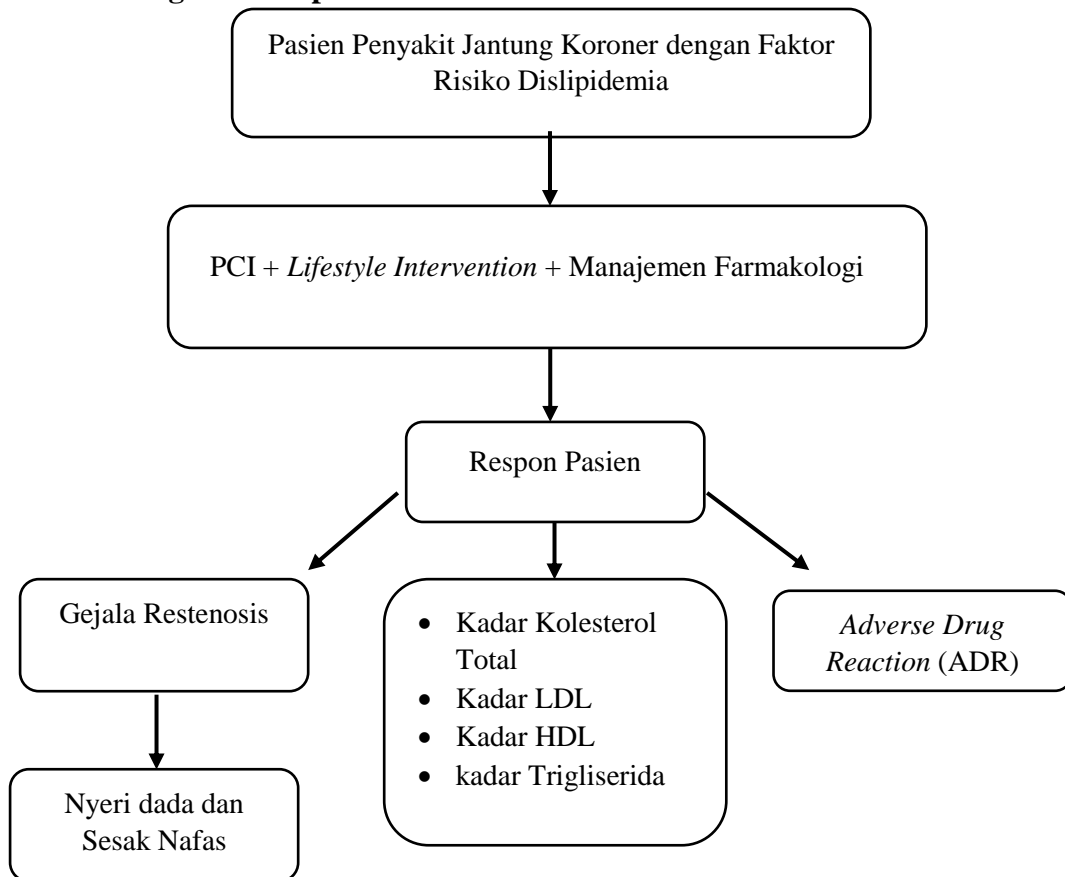 Pasien Penyakit Jantung Koroner dengan Faktor
Risiko Dislipidemia
PCI + Lifestyle Intervention + Manajemen Farmakologi
Respon Pasien
Gejala Restenosis
• Kadar Kolesterol
Total
• Kadar LDL
• Kadar HDL
• kadar Trigliserida
Adverse Drug
Reaction (ADR)
Nyeri dada dan
Sesak Nafas